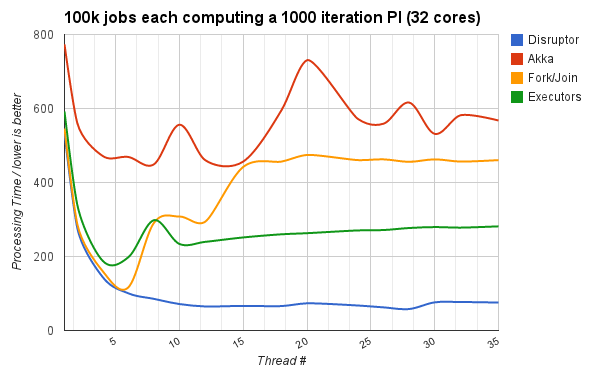 100k jobs each computing a 1000 iteration PI (32 cores)
Processing Time / lower is better
800
600
400
200
0
5
10
15
20
25
30
35
Thread #
Disruptor
Akka
Fork/Join
Executors